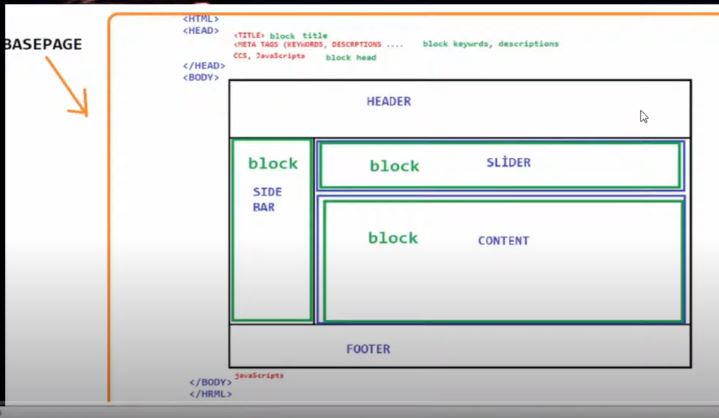 <HTML>
<HEAD>
<TITLE> block title
<META TAGS (KEYWORDS, DESCRPTIONS .... block keywrds, descriptions
CCS, JavaScripts block head
BASEPAGE
</HEAD>
<BODY>
HEADER
block
SIDE
BAR
block SLİDER
block CONTENT
FOOTER
javaScripts
</BODY>
</HRML>